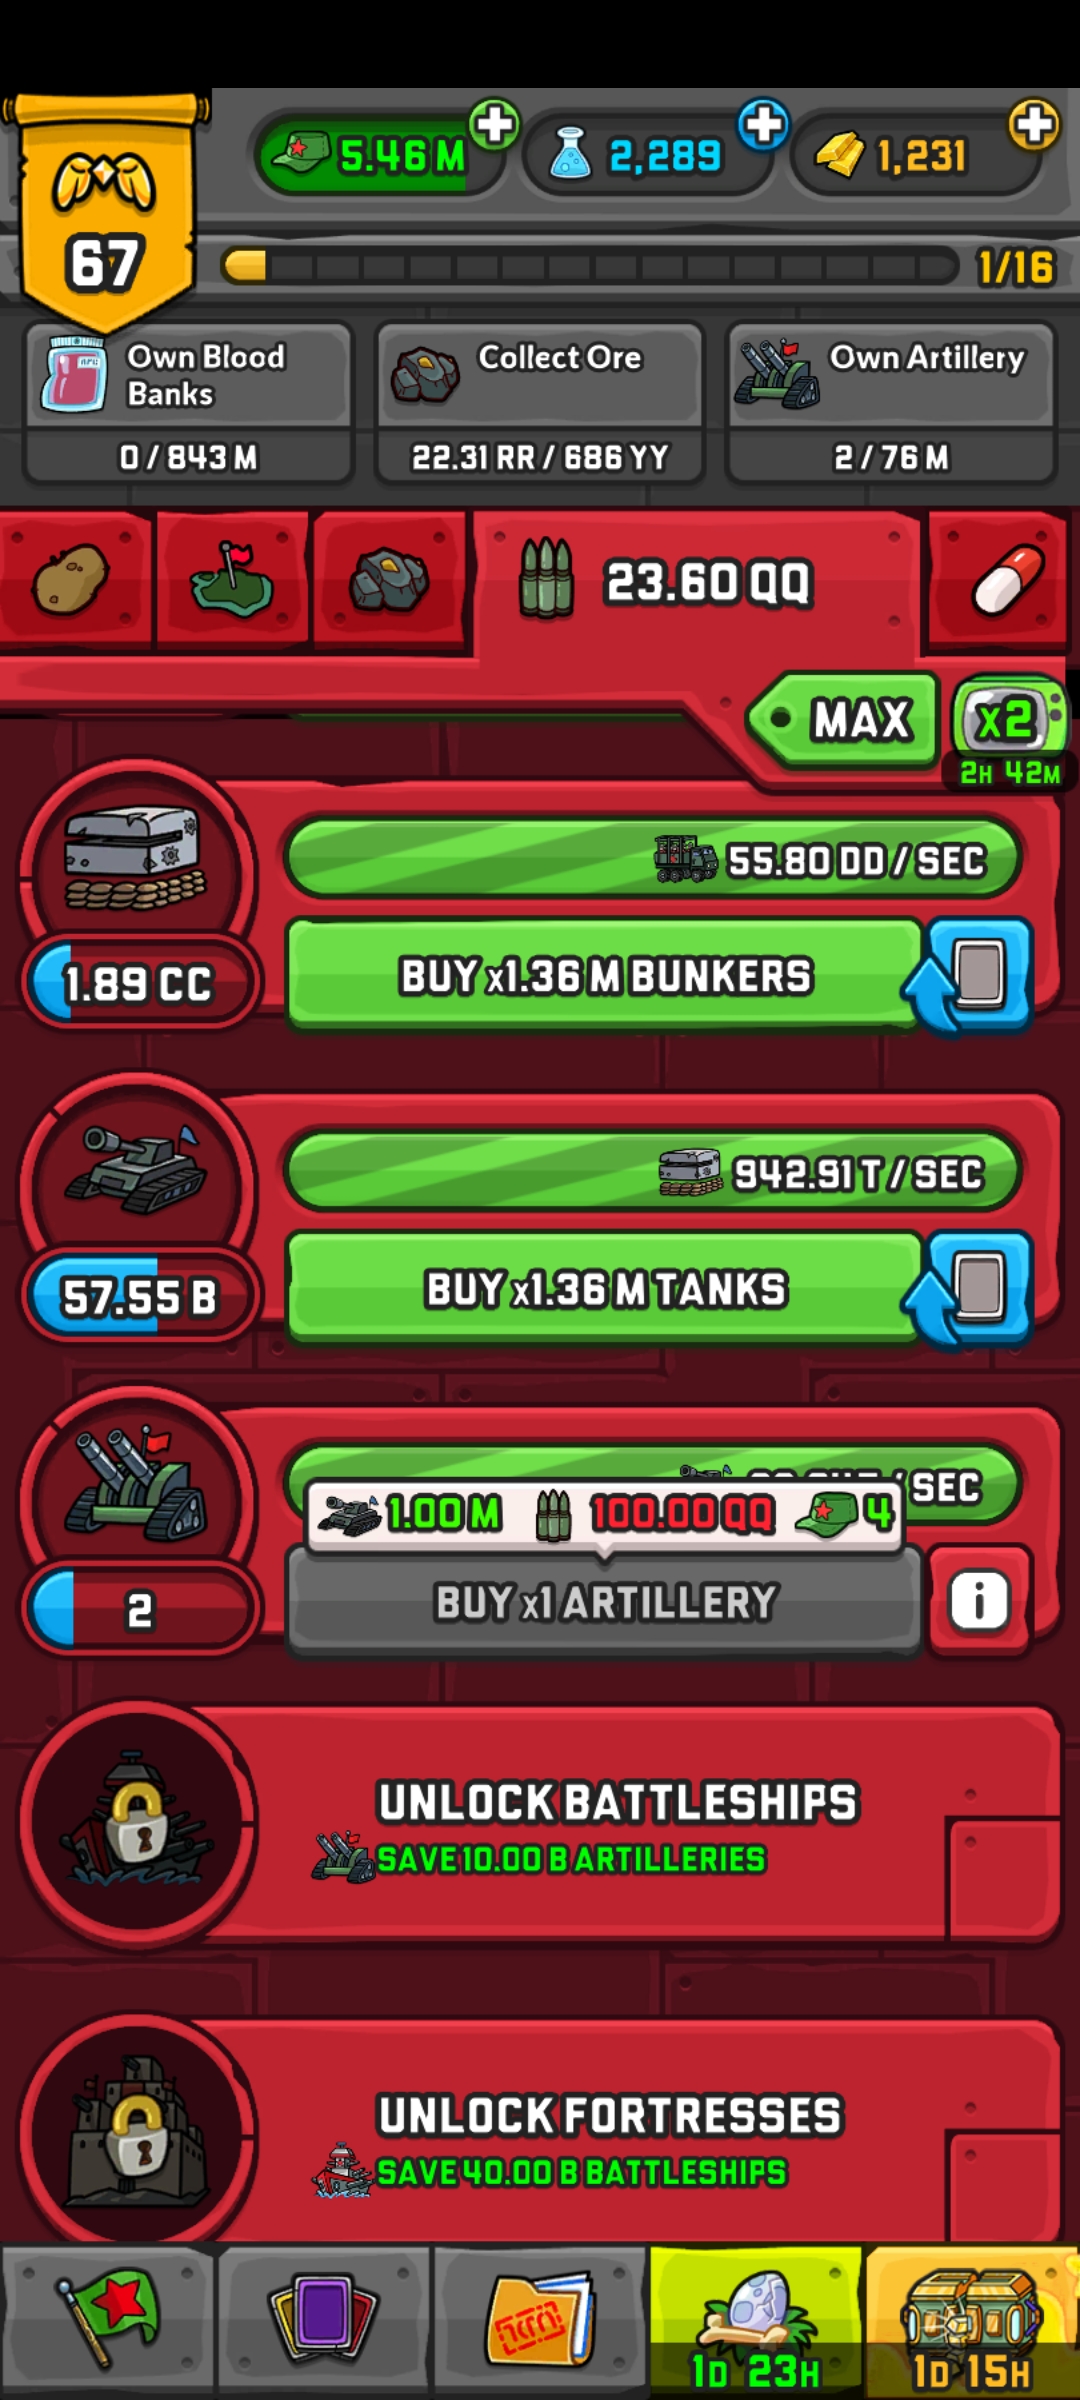 5.46 M
2,289
1,231
67
1/16
Own Blood
Banks
0 / 843 M
Collect Ore
22.31 RR / 686 YY
Own Artillery
2 / 76 M
23.60 QQ
MAX
x2
2H 42M
55.80 DD / SEC
1.89 CC
BUY x1.36 M BUNKERS
942.91 T / SEC
57.55 B
BUY x1.36 M TANKS
/ SEC
1.00 M
100.00 QQ
4
2
BUY x1 ARTILLERY
i
UNLOCK BATTLESHIPS
SAVE 10.00 B ARTILLERIES
UNLOCK FORTRESSES
SAVE 40.00 B BATTLESHIPS
1D 23H
1D 15H